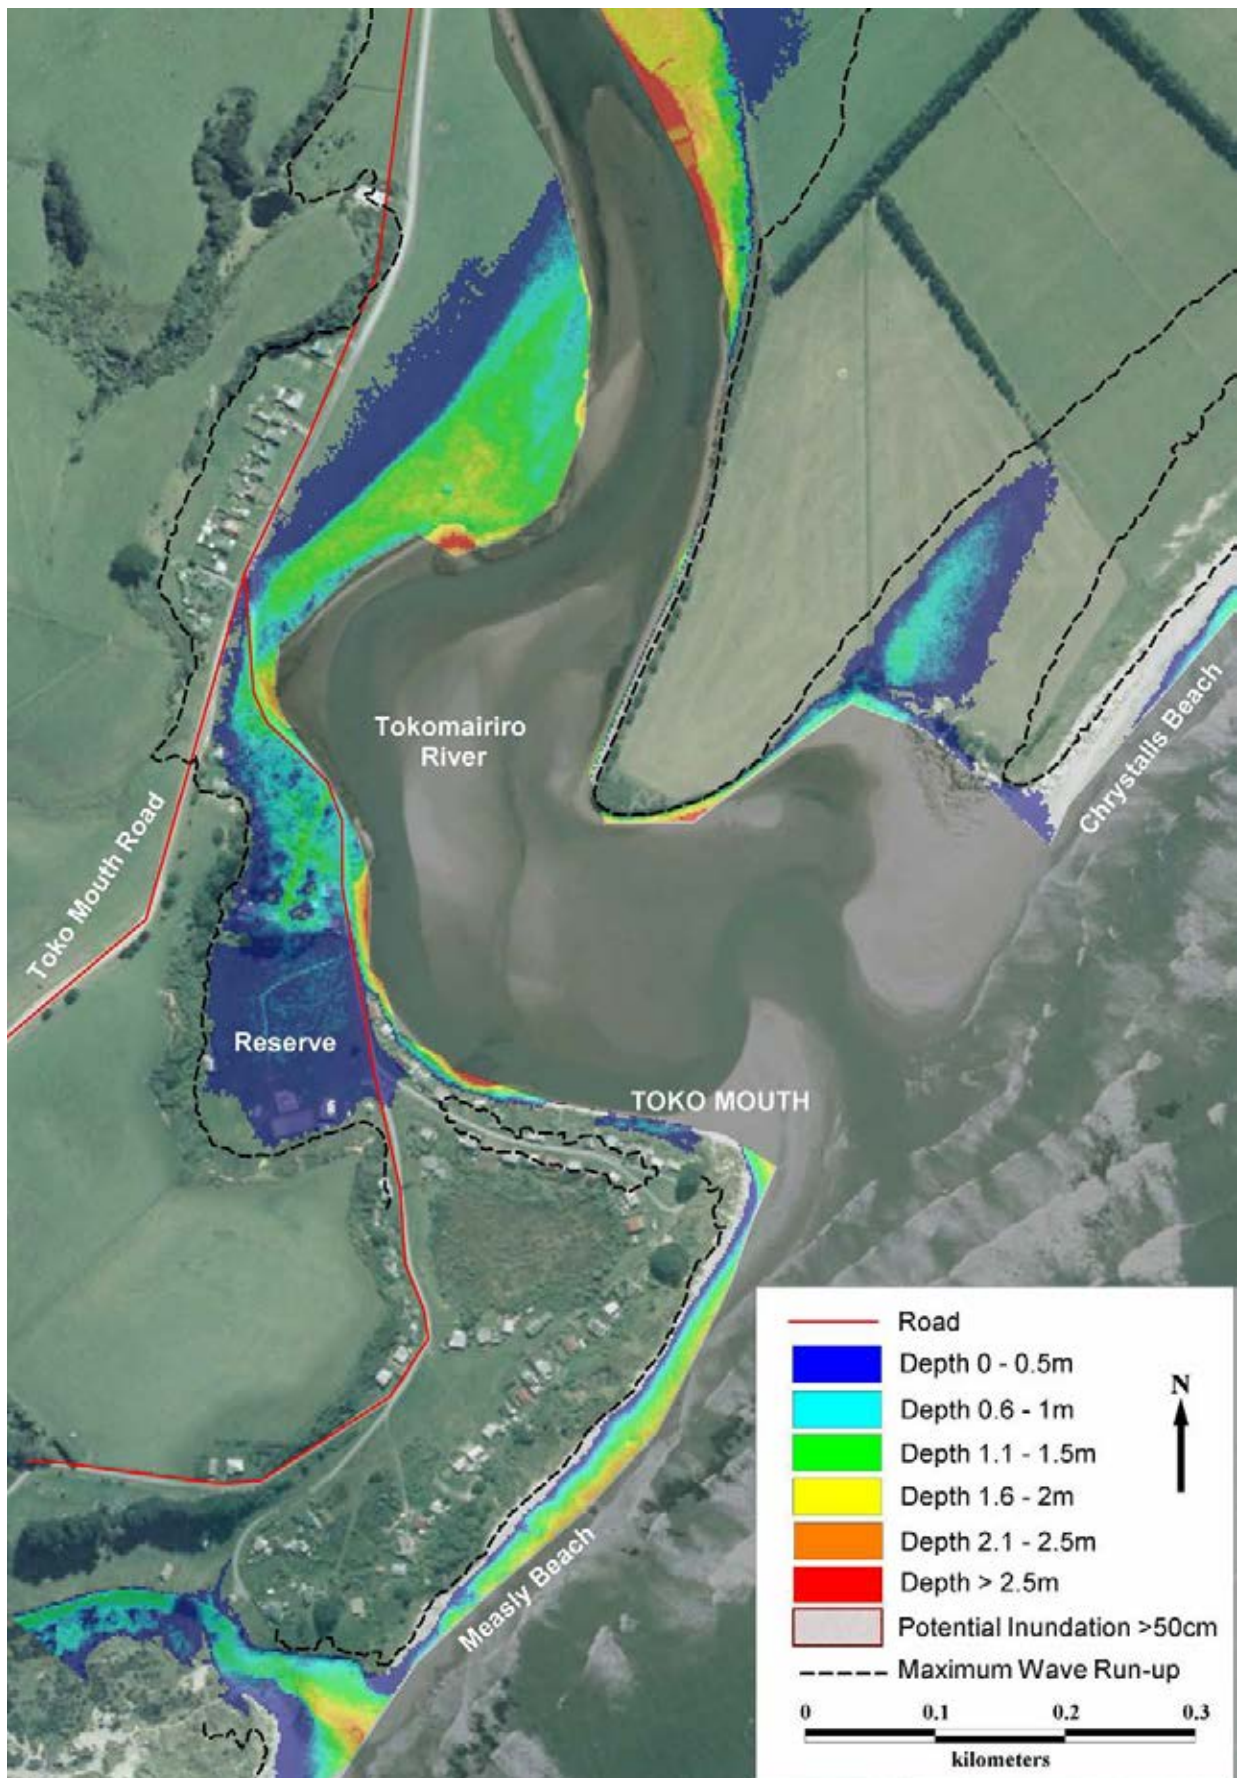 Tokomairiro
River
Chrystalls Beach
Toko Mouth Road
Reserve
TOKO MOUTH
Measly Beach
Road
Depth 0 - 0.5m
Depth 0.6 - 1m
Depth 1.1 - 1.5m
Depth 1.6 - 2m
Depth 2.1 - 2.5m
Depth > 2.5m
Potential Inundation >50cm
Maximum Wave Run-up
N
0 0.1 0.2 0.3
kilometers